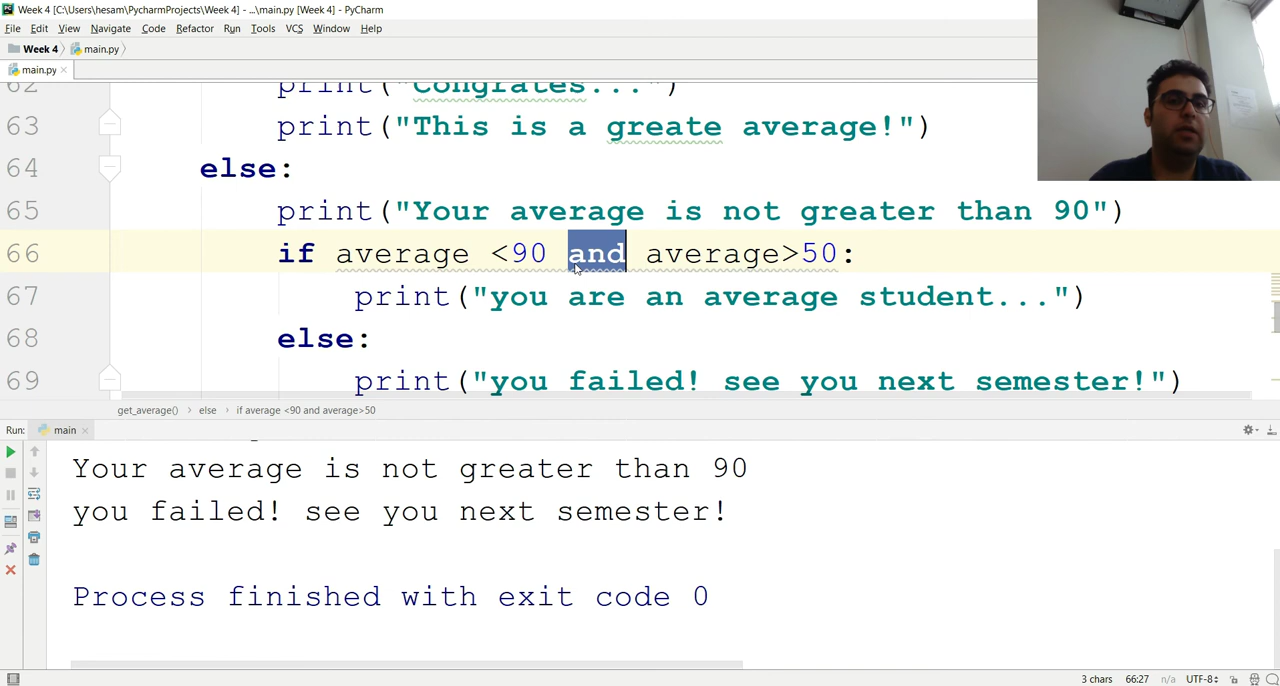 Week 4 [C:\Users\hesam\PycharmProjects\Week 4] - ...\main.py [Week 4] - PyCharm
File Edit View Navigate Code Refactor Run Tools VCS Window Help
Week 4 main.py
main.py
62 print("Congrates...")
63 print("This is a greate average!")
64 else:
65 print("Your average is not greater than 90")
66 if average <90 and average>50:
67 print("you are an average student...")
68 else:
69 print("you failed! see you next semester!")
get_average() else if average <90 and average>50
Run: main
Your average is not greater than 90
you failed! see you next semester!
Process finished with exit code 0
3 chars 66:27 n/a UTF-8